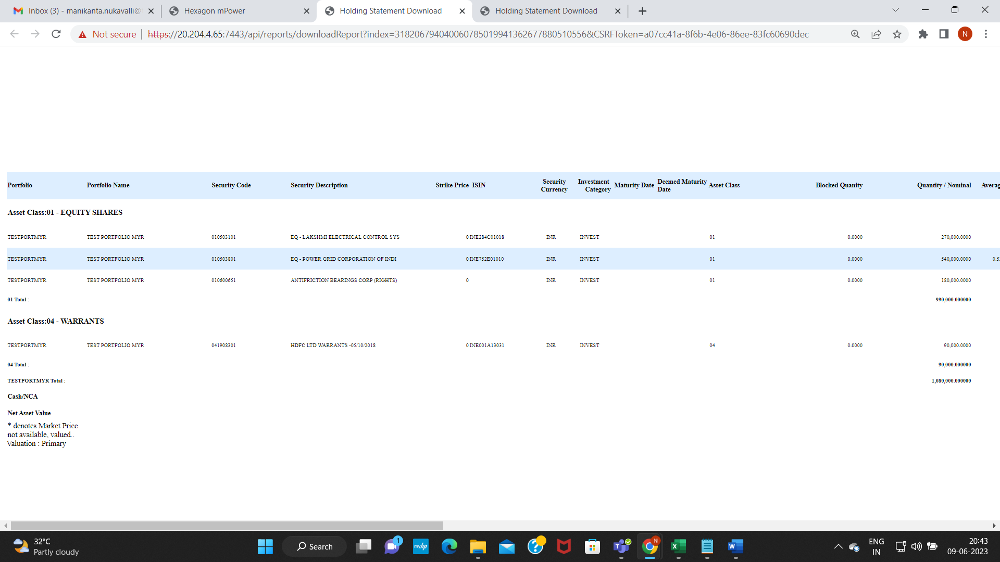 Inbox (3) - manikanta.nukavalli@
Hexagon mPower
Holding Statement Download
Holding Statement Download
Not secure | https://20.204.4.65:7443/api/reports/downloadReport?index=318206794040060785019941362677880510556&CSRFToken=a07cc41a-8f6b-4e06-86ee-83fc60690dec
N
Portfolio Portfolio Name Security Code Security Description Strike Price ISIN Security Currency Investment Category Maturity Date Deemed Maturity Date Asset Class Blocked Quanity Quantity / Nominal Averag
Asset Class:01 - EQUITY SHARES
TESTPORTMYR TEST PORTFOLIO MYR 010503101 EQ - LAKSHMI ELECTRICAL CONTROL SYS 0 INE284C01018 INR INVEST 01 0.0000 270,000.0000
TESTPORTMYR TEST PORTFOLIO MYR 010503801 EQ - POWER GRID CORPORATION OF INDI 0 INE752E01010 INR INVEST 01 0.0000 540,000.0000 0.5
TESTPORTMYR TEST PORTFOLIO MYR 010600651 ANTIFRICTION BEARINGS CORP (RIGHTS) 0 INR INVEST 01 0.0000 180,000.0000
01 Total : 990,000.000000
Asset Class:04 - WARRANTS
TESTPORTMYR TEST PORTFOLIO MYR 041908301 HDFC LTD WARRANTS -05/10/2018 0 INE001A13031 INR INVEST 04 0.0000 90,000.0000
04 Total : 90,000.000000
TESTPORTMYR Total : 1,080,000.000000
Cash/NCA
Net Asset Value
* denotes Market Price
not available, valued..
Valuation : Primary
32°C
Partly cloudy
Search
1
myhp
N
ENG
IN
20:43
09-06-2023